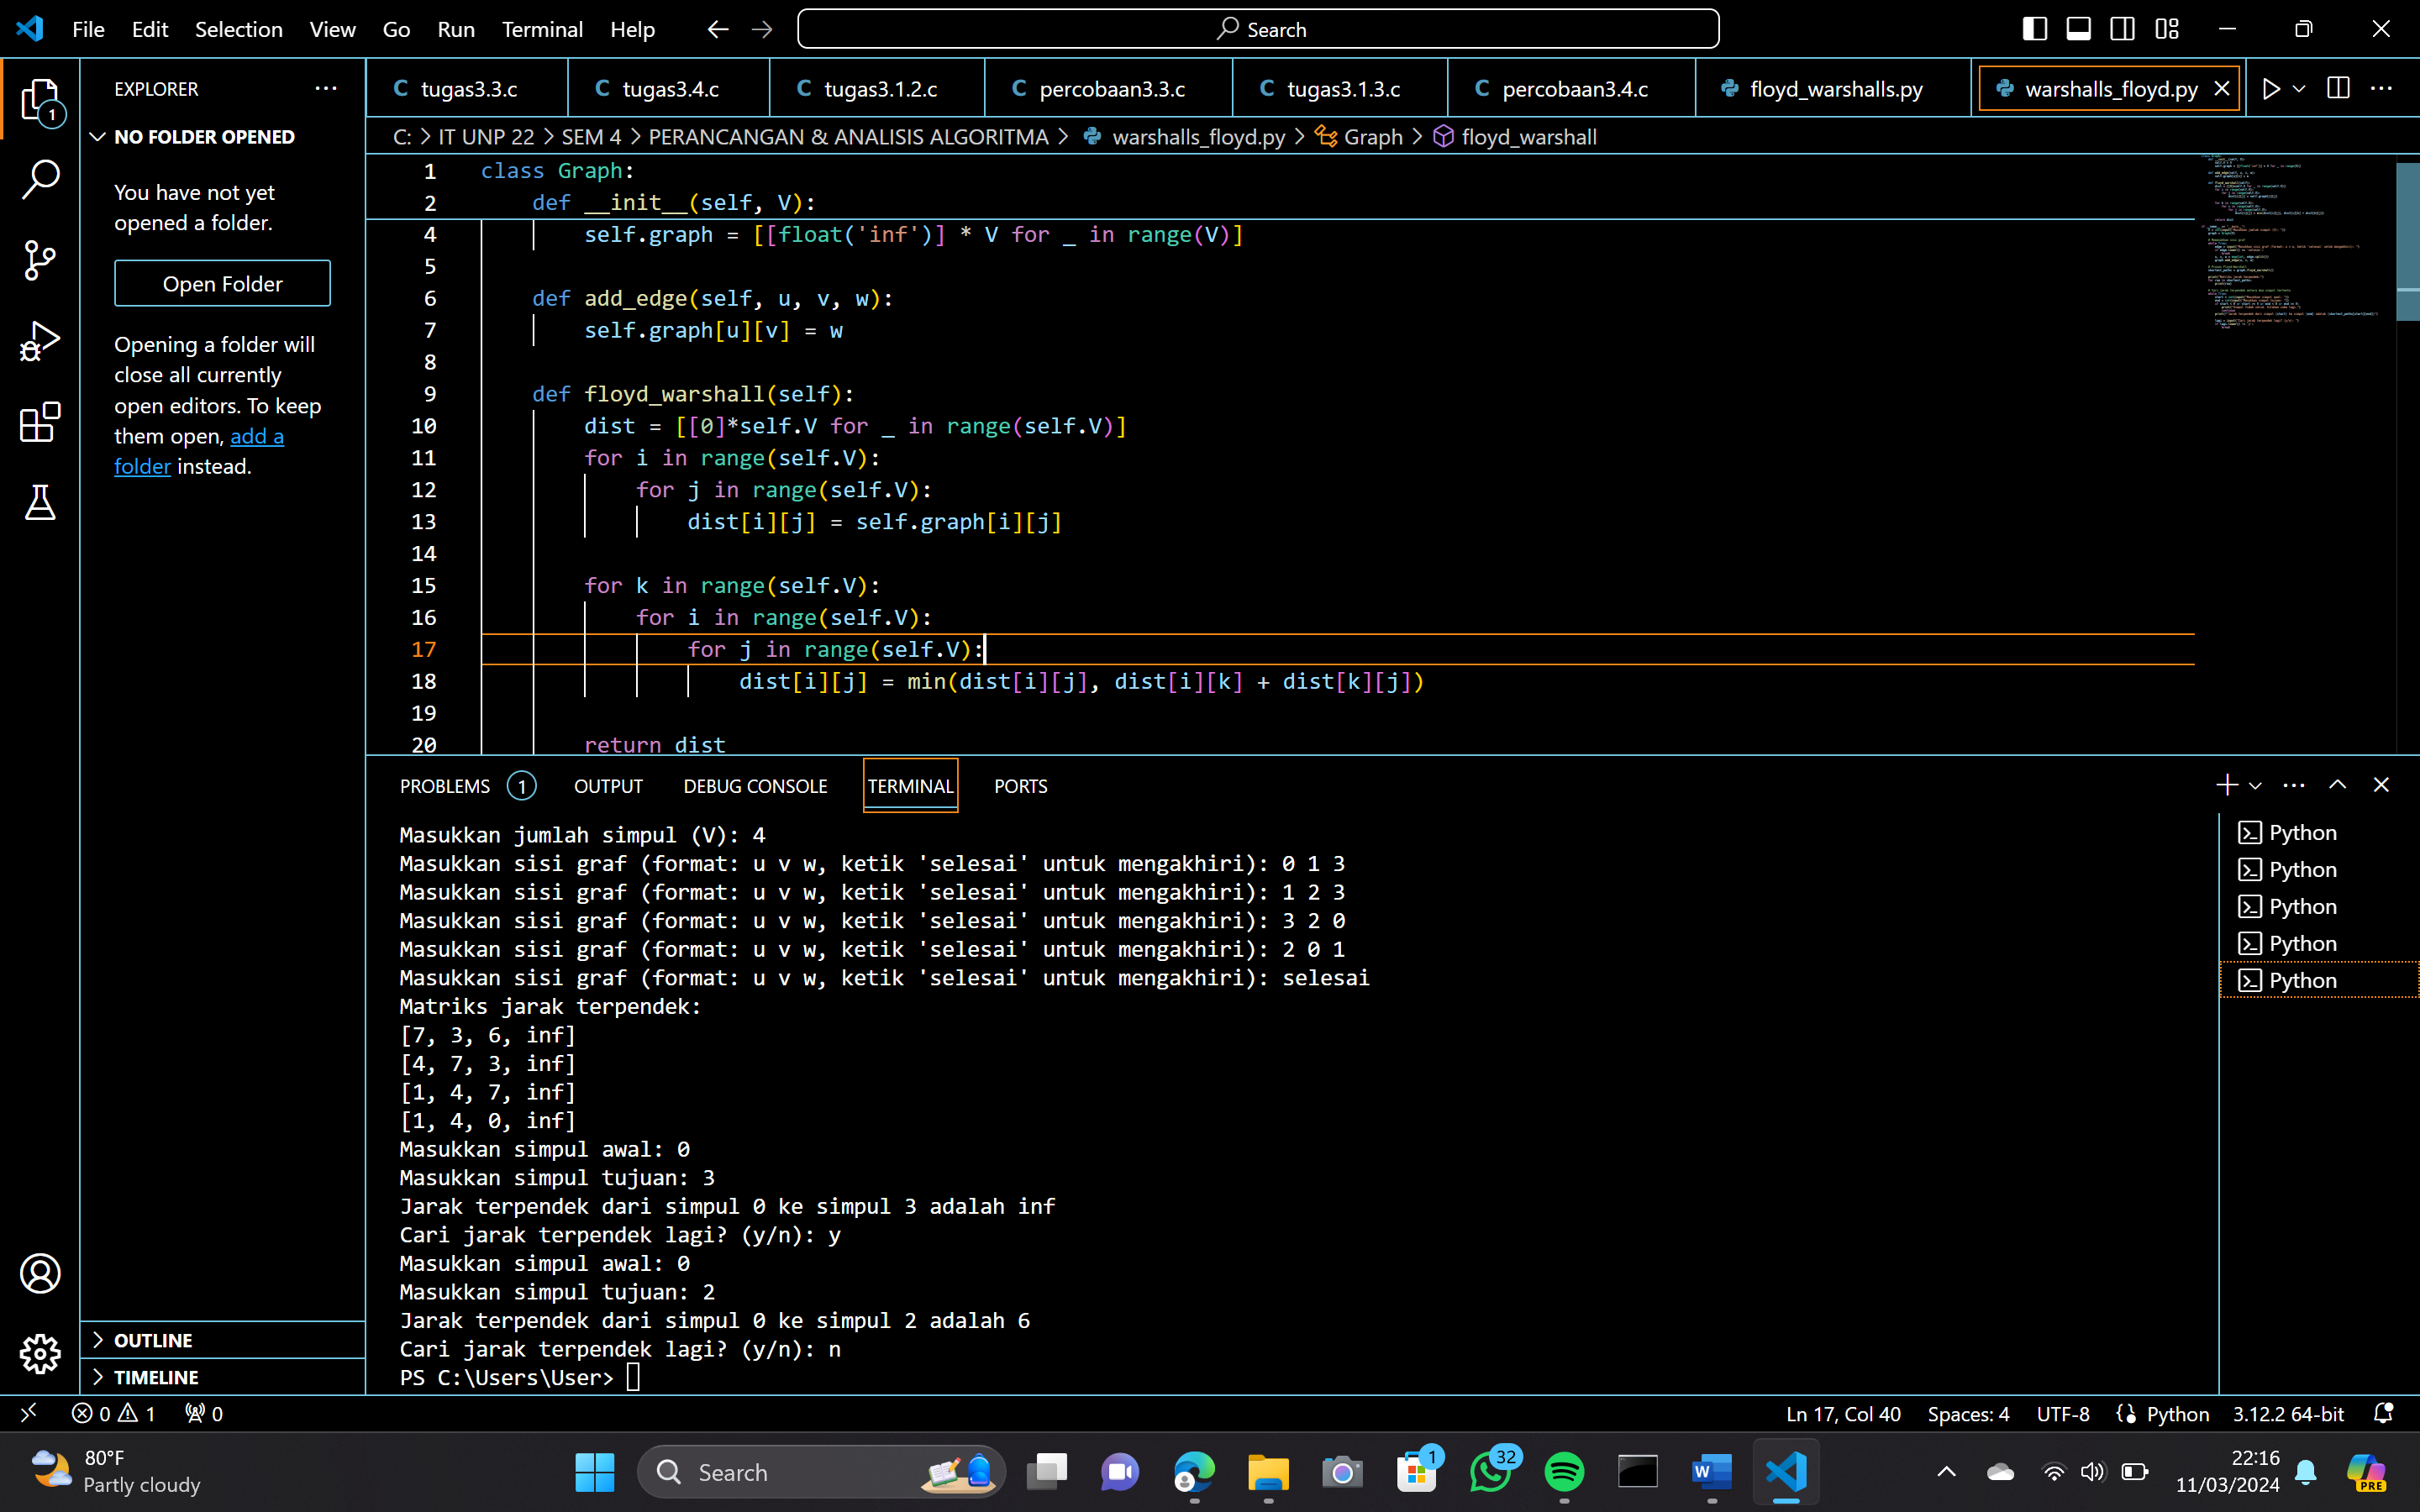 File Edit Selection View Go Run Terminal Help
Search
EXPLORER
1
NO FOLDER OPENED
You have not yet
opened a folder.
Open Folder
Opening a folder will
close all currently
open editors. To keep
them open, add a
folder instead.
OUTLINE
TIMELINE
C tugas3.3.c
C tugas3.4.c
C tugas3.1.2.c
C percobaan3.3.c
C tugas3.1.3.c
C percobaan3.4.c
floyd_warshalls.py
warshalls_floyd.py
C: > IT UNP 22 > SEM 4 > PERANCANGAN & ANALISIS ALGORITMA > warshalls_floyd.py > Graph > floyd_warshall
1 class Graph:
2 def __init__(self, V):
4 self.graph = [[float('inf')] * V for _ in range(V)]
5
6 def add_edge(self, u, v, w):
7 self.graph[u][v] = w
8
9 def floyd_warshall(self):
10 dist = [[0]*self.V for _ in range(self.V)]
11 for i in range(self.V):
12 for j in range(self.V):
13 dist[i][j] = self.graph[i][j]
14
15 for k in range(self.V):
16 for i in range(self.V):
17 for j in range(self.V):
18 dist[i][j] = min(dist[i][j], dist[i][k] + dist[k][j])
19
20 return dist
PROBLEMS 1 OUTPUT DEBUG CONSOLE TERMINAL PORTS
Masukkan jumlah simpul (V): 4
Masukkan sisi graf (format: u v w, ketik 'selesai' untuk mengakhiri): 0 1 3
Masukkan sisi graf (format: u v w, ketik 'selesai' untuk mengakhiri): 1 2 3
Masukkan sisi graf (format: u v w, ketik 'selesai' untuk mengakhiri): 3 2 0
Masukkan sisi graf (format: u v w, ketik 'selesai' untuk mengakhiri): 2 0 1
Masukkan sisi graf (format: u v w, ketik 'selesai' untuk mengakhiri): selesai
Matriks jarak terpendek:
[7, 3, 6, inf]
[4, 7, 3, inf]
[1, 4, 7, inf]
[1, 4, 0, inf]
Masukkan simpul awal: 0
Masukkan simpul tujuan: 3
Jarak terpendek dari simpul 0 ke simpul 3 adalah inf
Cari jarak terpendek lagi? (y/n): y
Masukkan simpul awal: 0
Masukkan simpul tujuan: 2
Jarak terpendek dari simpul 0 ke simpul 2 adalah 6
Cari jarak terpendek lagi? (y/n): n
PS C:\Users\User>
Python
Python
Python
Python
Python
0 1 0
Ln 17, Col 40 Spaces: 4 UTF-8 Python 3.12.2 64-bit
80°F
Partly cloudy
Search
1
32
W
22:16
11/03/2024
PRE